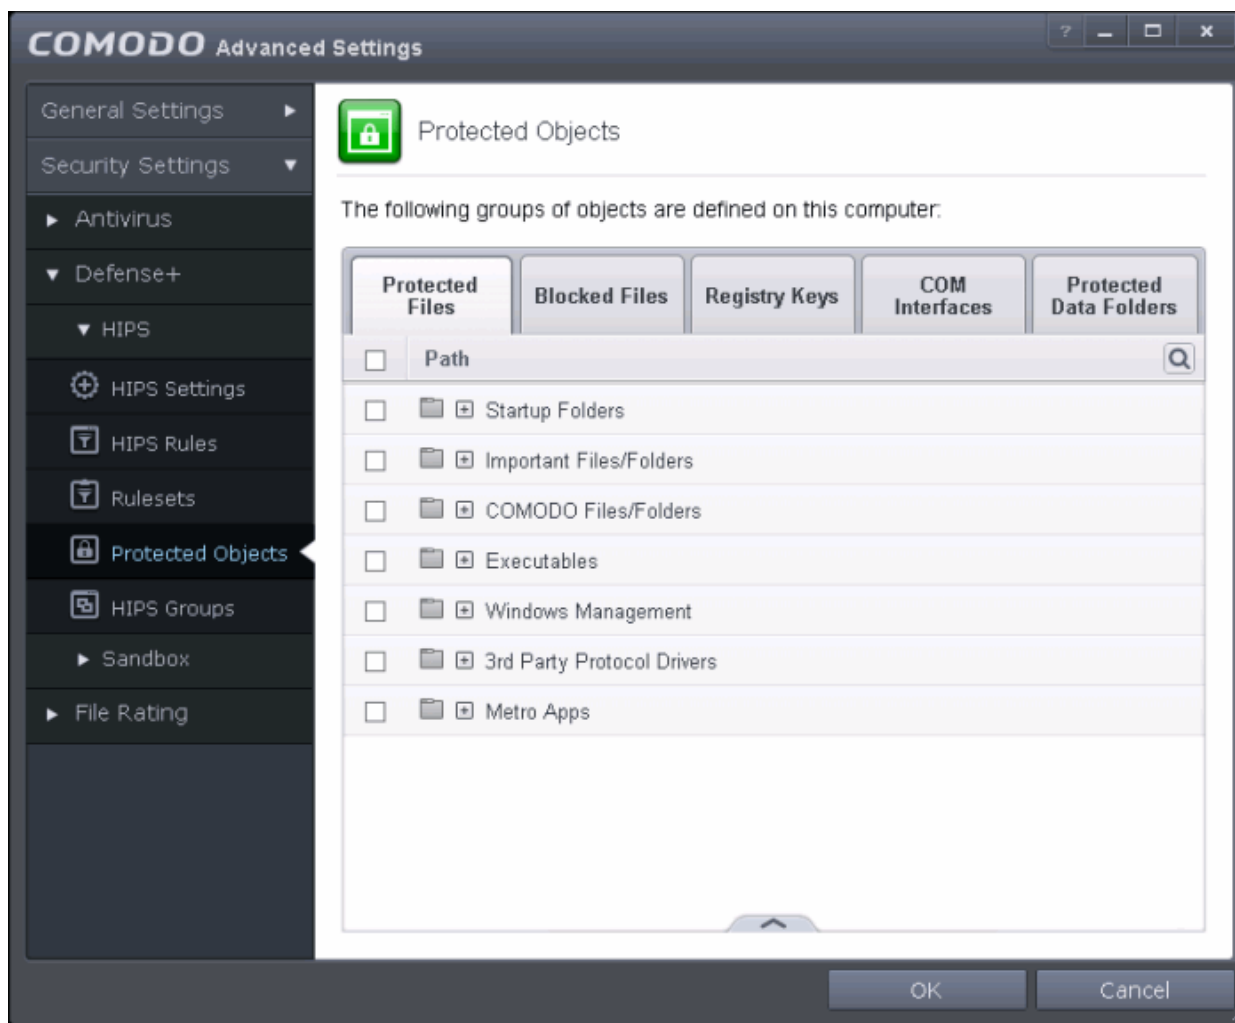 COMODO Advanced Settings
?
General Settings
Security Settings
Antivirus
Defense+
HIPS
HIPS Settings
HIPS Rules
Rulesets
Protected Objects
HIPS Groups
Sandbox
File Rating
Protected Objects
The following groups of objects are defined on this computer:
Protected
Files
Blocked Files
Registry Keys
COM
Interfaces
Protected
Data Folders
Path
Startup Folders
Important Files/Folders
COMODO Files/Folders
Executables
Windows Management
3rd Party Protocol Drivers
Metro Apps
OK
Cancel